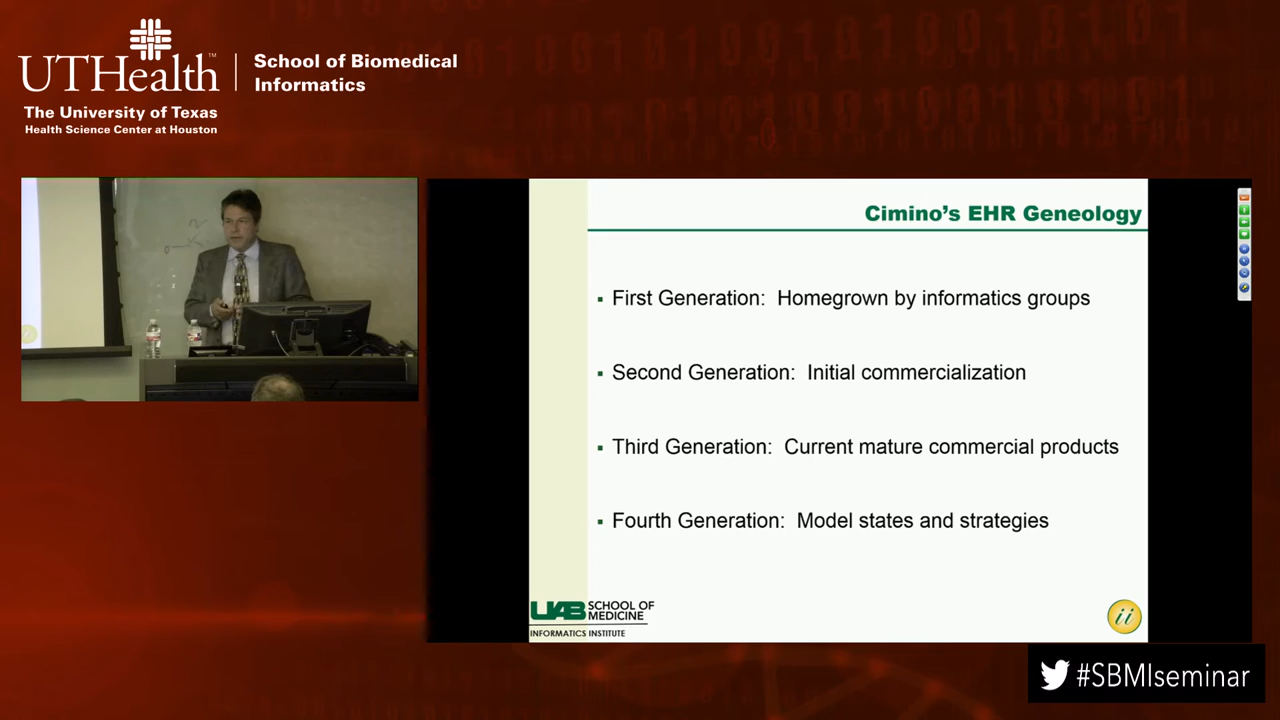 UTHealth™
The University of Texas
Health Science Center at Houston
School of Biomedical
Informatics
Cimino's EHR Geneology
▪ First Generation: Homegrown by informatics groups
▪ Second Generation: Initial commercialization
▪ Third Generation: Current mature commercial products
▪ Fourth Generation: Model states and strategies
UAB SCHOOL OF
MEDICINE
INFORMATICS INSTITUTE
ii
#SBMIseminar